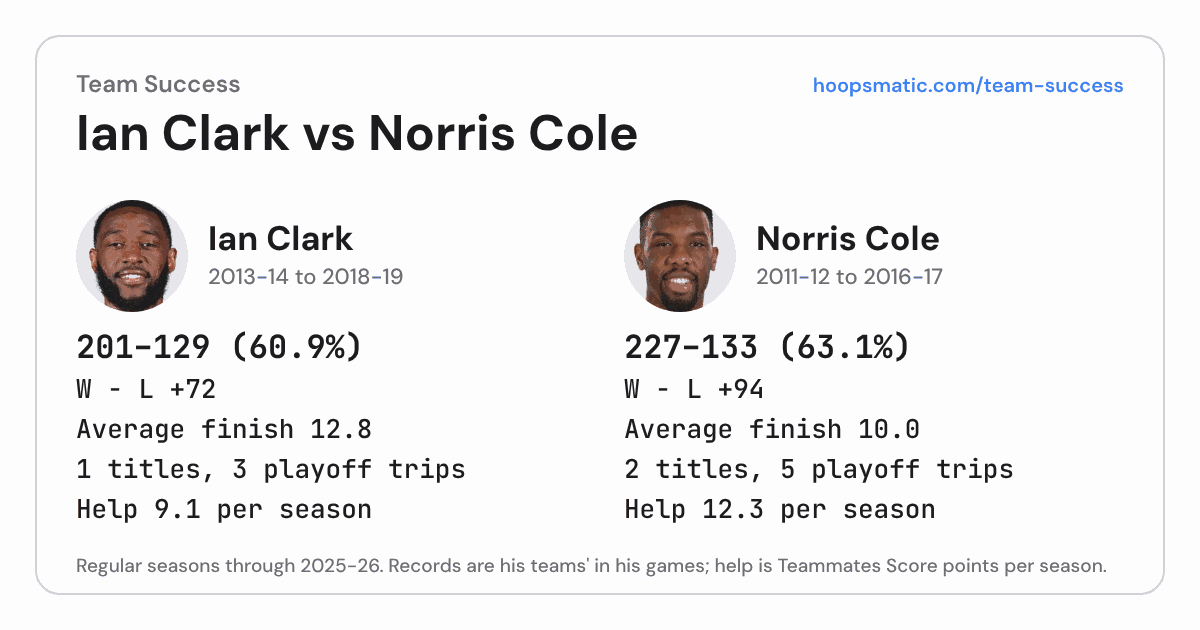 Team Success
hoopsmatic.com/team-success
Ian Clark vs Norris Cole
Ian Clark
2013-14 to 2018-19
201-129 (60.9%)
W - L +72
Average finish 12.8
1 titles, 3 playoff trips
Help 9.1 per season
Norris Cole
2011-12 to 2016-17
227-133 (63.1%)
W - L +94
Average finish 10.0
2 titles, 5 playoff trips
Help 12.3 per season
Regular seasons through 2025-26. Records are his teams' in his games; help is Teammates Score points per season.